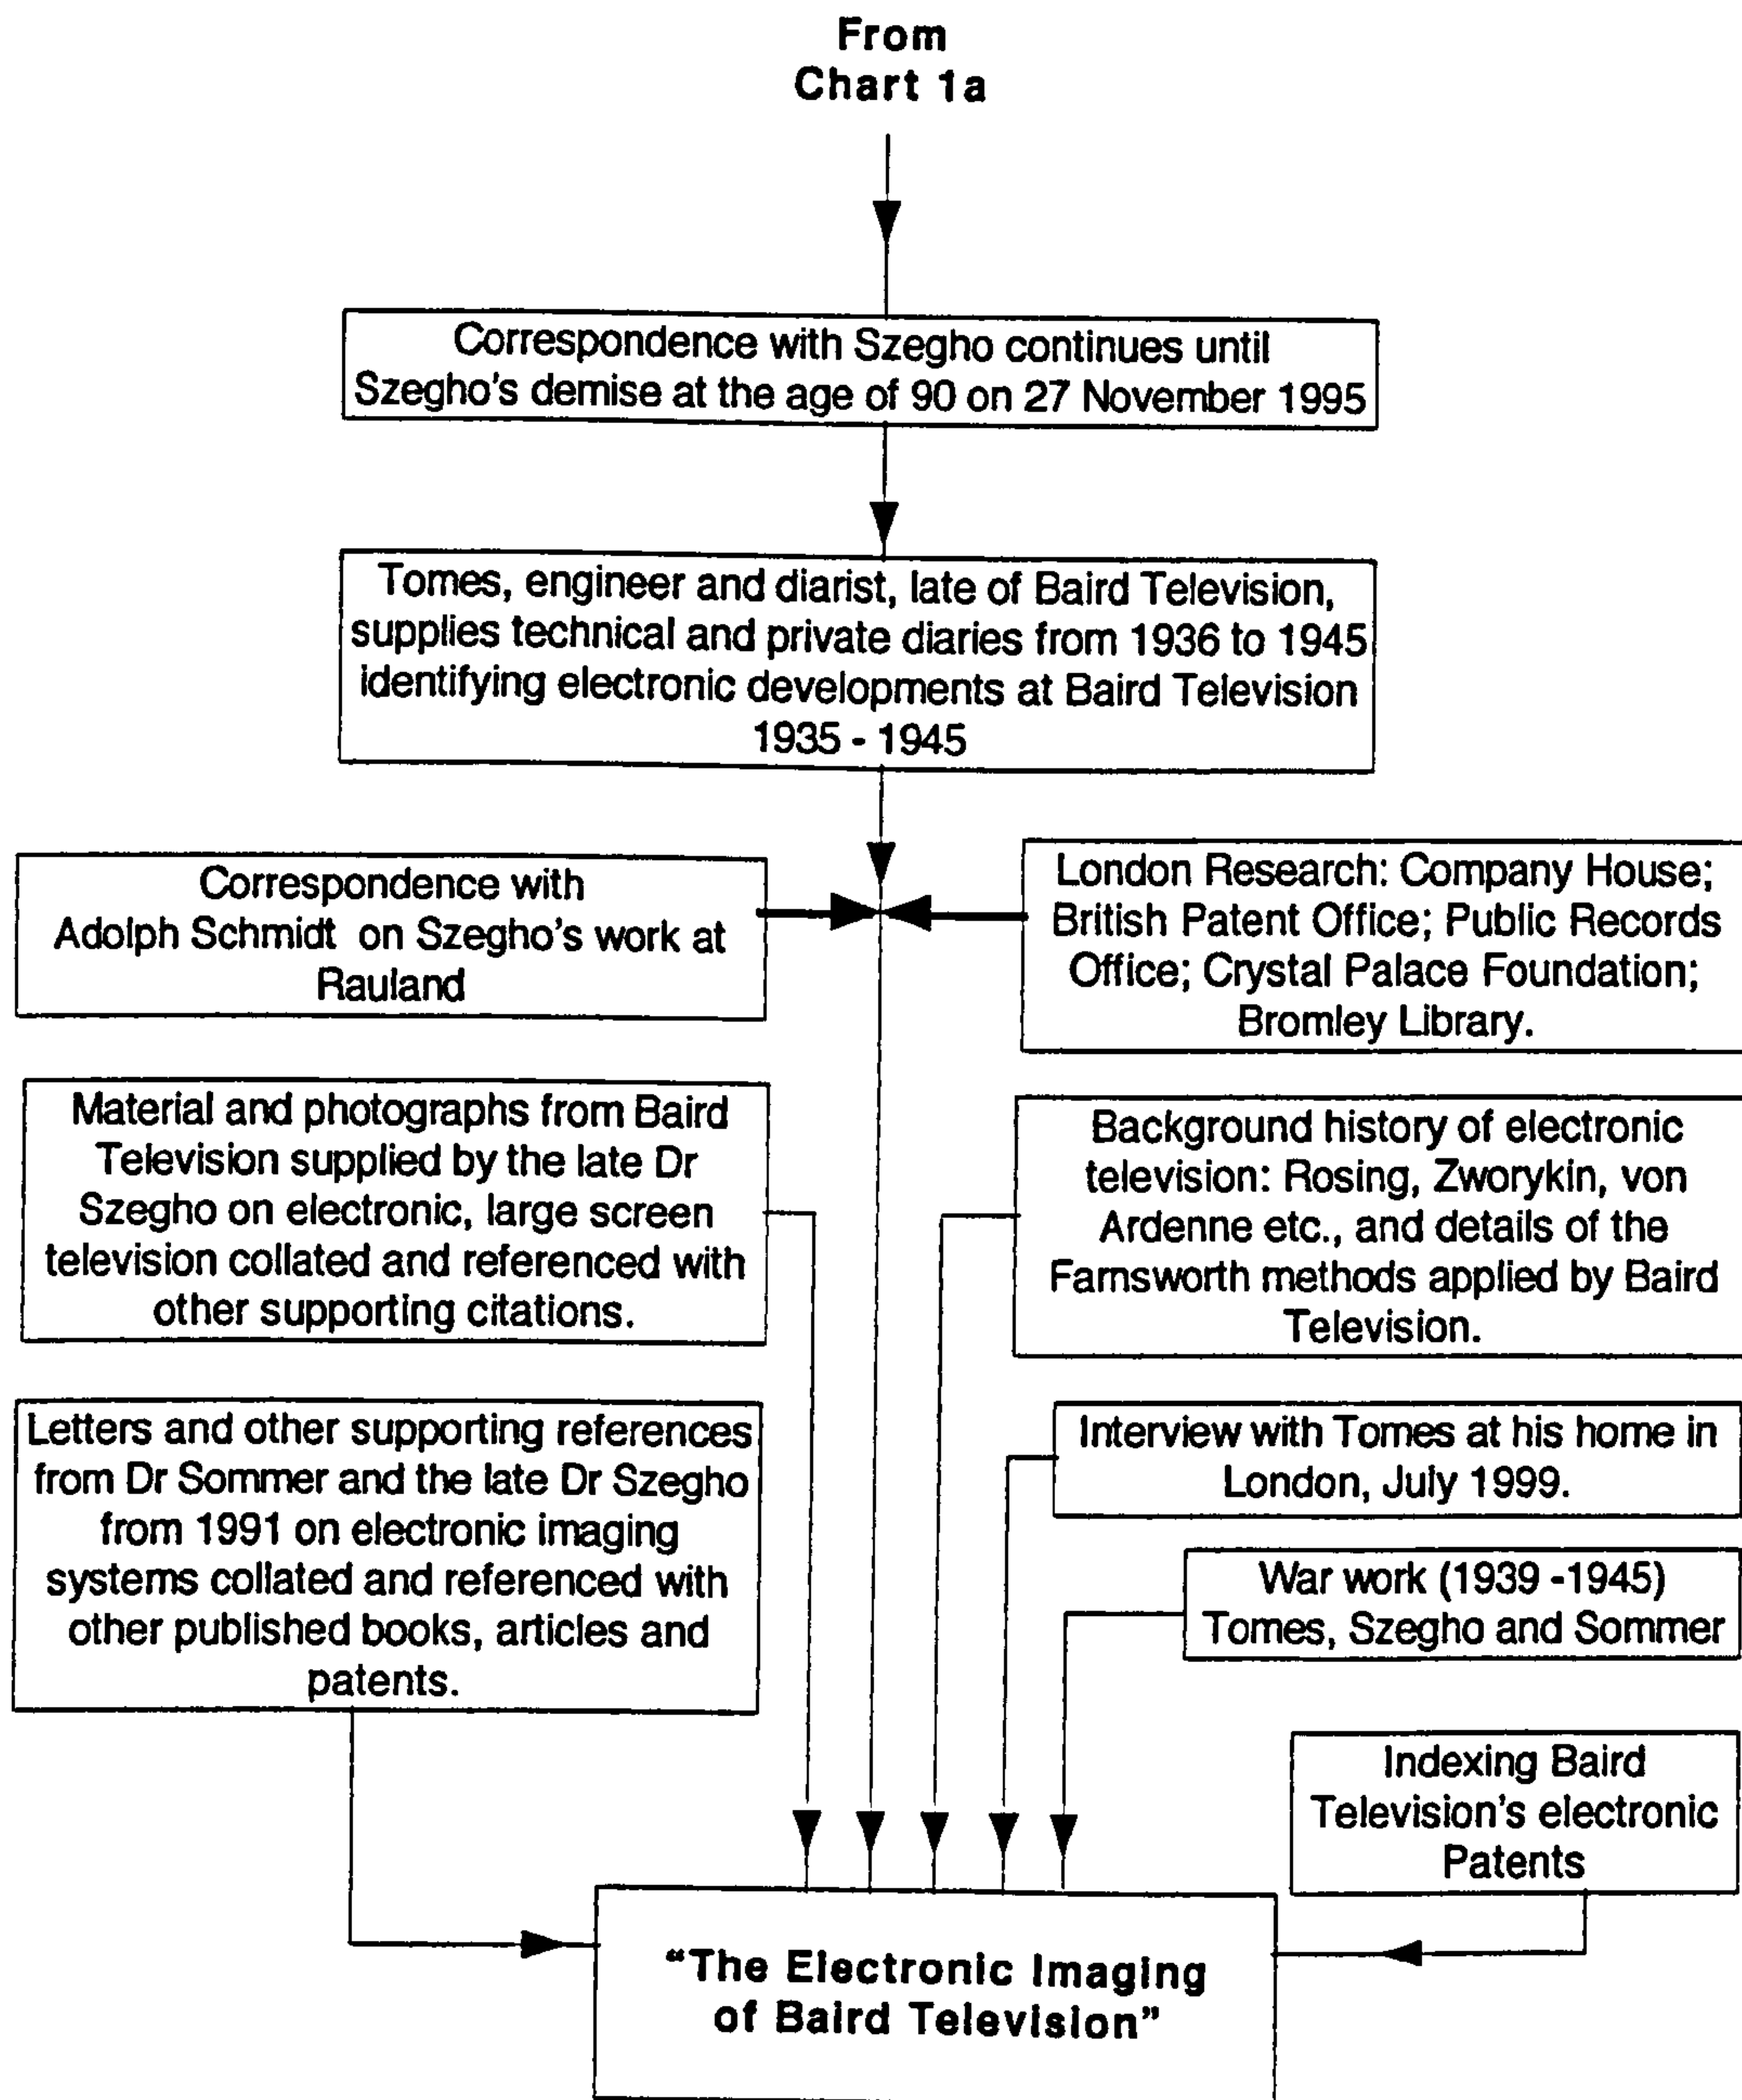 From
Chart 1a
Correspondence with Szegho continues until
Szegho's demise at the age of 90 on 27 November 1995
Tomes, engineer and diarist, late of Baird Television,
supplies technical and private diaries from 1936 to 1945
identifying electronic developments at Baird Television
1935 - 1945
Correspondence with
Adolph Schmidt on Szegho's work at
Rauland
London Research: Company House;
British Patent Office; Public Records
Office; Crystal Palace Foundation;
Bromley Library.
Material and photographs from Baird
Television supplied by the late Dr
Szegho on electronic, large screen
television collated and referenced with
other supporting citations.
Background history of electronic
television: Rosing, Zworykin, von
Ardenne etc., and details of the
Farnsworth methods applied by Baird
Television.
Letters and other supporting references
from Dr Sommer and the late Dr Szegho
from 1991 on electronic imaging
systems collated and referenced with
other published books, articles and
patents.
Interview with Tomes at his home in
London, July 1999.
War work (1939 -1945)
Tomes, Szegho and Sommer
Indexing Baird
Television's electronic
Patents
“The Electronic Imaging
of Baird Television”